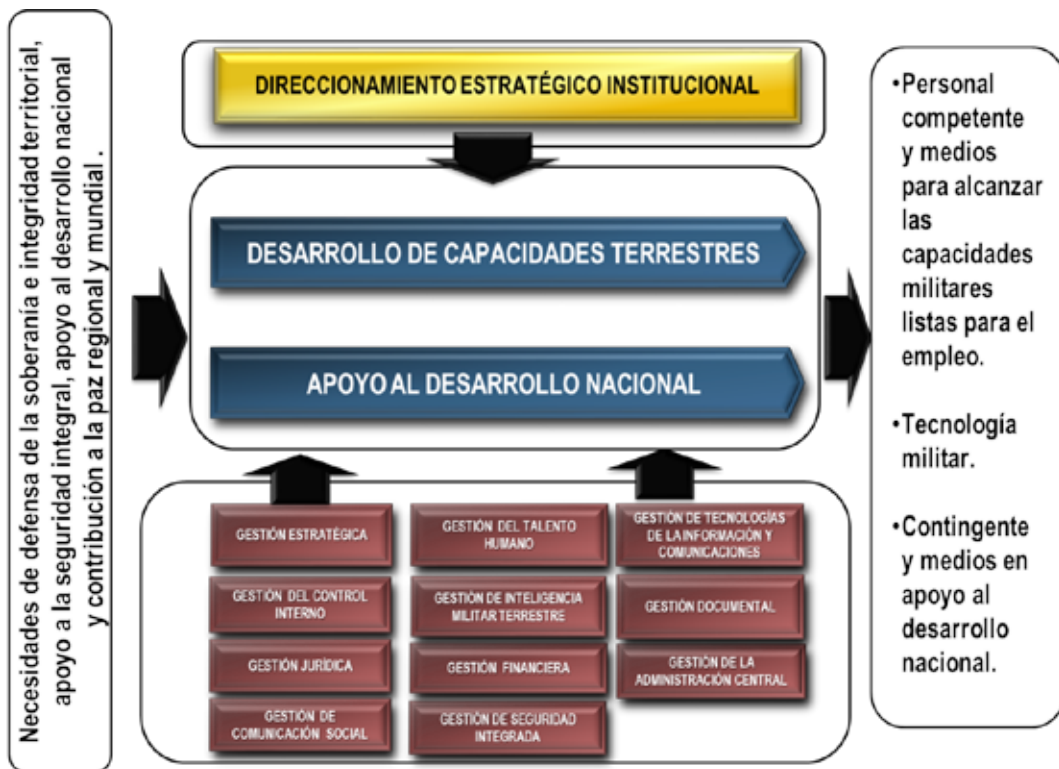 Necesidades de defensa de la soberanía e integridad territorial,
apoyo a la seguridad integral, apoyo al desarrollo nacional
y contribución a la paz regional y mundial .
DIRECCIONAMIENTO ESTRATÉGICO INSTITUCIONAL
DESARROLLO DE CAPACIDADES TERRESTRES
APOYO AL DESARROLLO NACIONAL
GESTIÓN ESTRATÉGICA
GESTIÓN DEL TALENTO
HUMANO
GESTIÓN DE TECNOLOGÍAS
DE LA INFORMACIÓN Y
COMUNICACIONES
GESTIÓN DEL CONTROL
INTERNO
GESTIÓN DE INTELIGENCIA
MILITAR TERRESTRE
GESTIÓN DOCUMENTAL
GESTIÓN JURÍDICA
GESTIÓN FINANCIERA
GESTIÓN DE LA
ADMINISTRACIÓN CENTRAL
GESTIÓN DE
COMUNICACIÓN SOCIAL
GESTIÓN DE SEGURIDAD
INTEGRADA
•Personal
competente
y medios
para alcanzar
las
capacidades
militares
listas para el
empleo.
•Tecnología
militar.
•Contingente
y medios en
apoyo al
desarrollo
nacional.